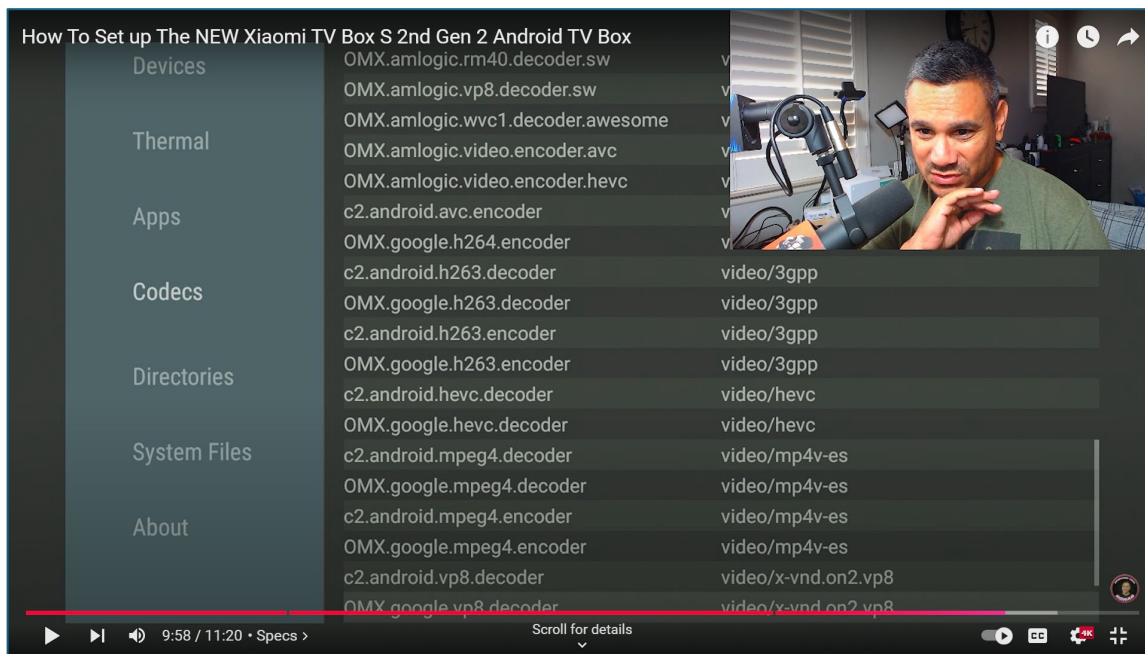 How To Set up The NEW Xiaomi TV Box S 2nd Gen 2 Android TV Box
Devices
Thermal
Apps
Codecs
Directories
System Files
About
OMX.amlogic.rm40.decoder.sw v
OMX.amlogic.vp8.decoder.sw v
OMX.amlogic.wvc1.decoder.awesome v
OMX.amlogic.video.encoder.avc v
OMX.amlogic.video.encoder.hevc v
c2.android.avc.encoder v
OMX.google.h264.encoder v
c2.android.h263.decoder video/3gpp
OMX.google.h263.decoder video/3gpp
c2.android.h263.encoder video/3gpp
OMX.google.h263.encoder video/3gpp
c2.android.hevc.decoder video/hevc
OMX.google.hevc.decoder video/hevc
c2.android.mpeg4.decoder video/mp4v-es
OMX.google.mpeg4.decoder video/mp4v-es
c2.android.mpeg4.encoder video/mp4v-es
OMX.google.mpeg4.encoder video/mp4v-es
c2.android.vp8.decoder video/x-vnd.on2.vp8
OMX.google.vp8.decoder video/x-vnd.on2.vp8
9:58 / 11:20 • Specs >
Scroll for details
CC
4K